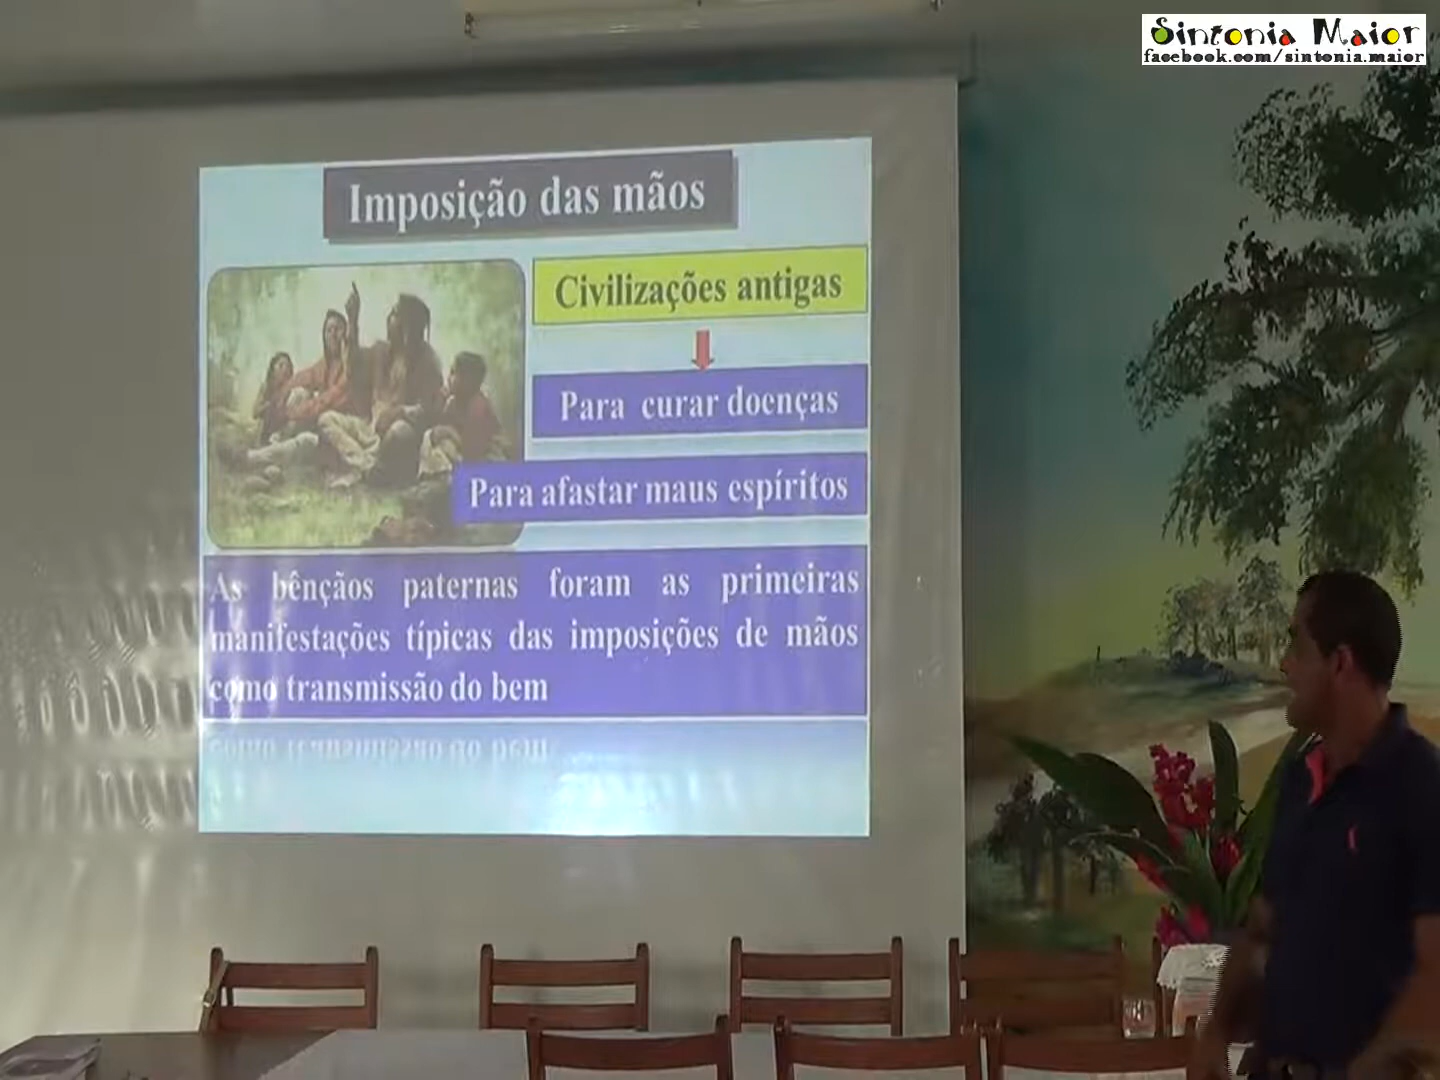 Sintonia Maior
facebook.com/sintonia.maior
Imposição das mãos
Civilizações antigas
Para curar doenças
Para afastar maus espíritos
As bênçãos paternas foram as primeiras
manifestações típicas das imposições de mãos
como transmissão do bem